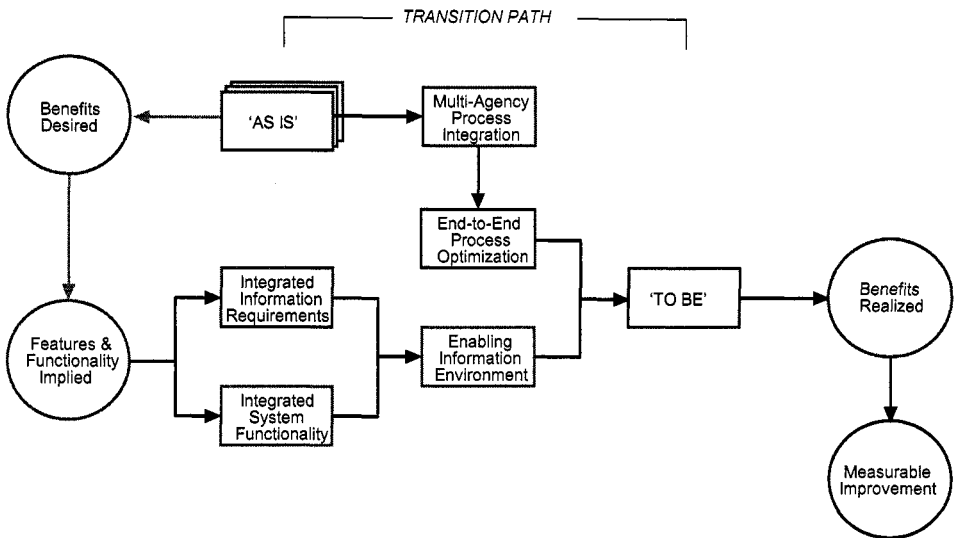 TRANSITION PATH
Benefits
Desired
'AS IS'
Multi-Agency
Process
Integration
End-to-End
Process
Optimization
Integrated
Information
Requirements
Features &
Functionality
Implied
Integrated
System
Functionality
Enabling
Information
Environment
'TO BE'
Benefits
Realized
Measurable
Improvement